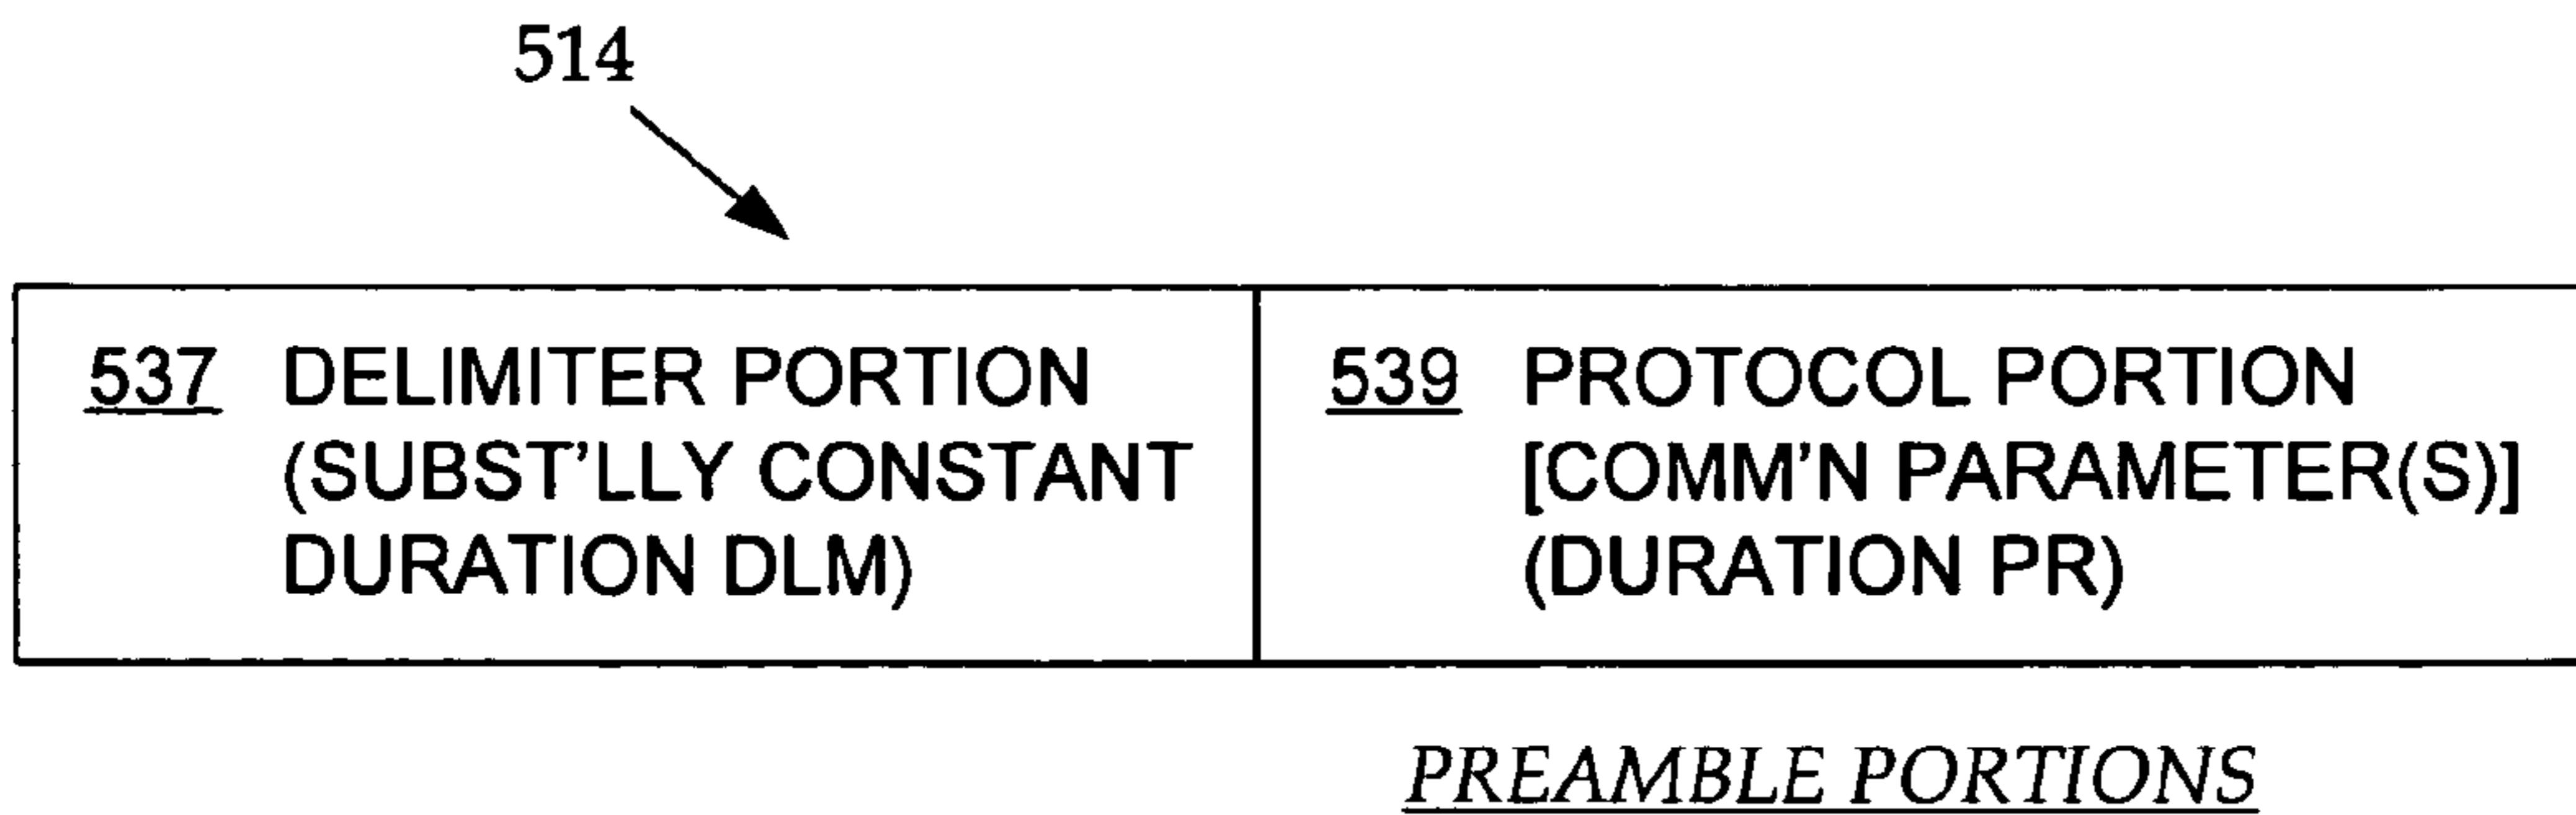 514
537 DELIMITER PORTION
(SUBST'LLY CONSTANT
DURATION DLM)
539 PROTOCOL PORTION
[COMM'N PARAMETER(S)]
(DURATION PR)
PREAMBLE PORTIONS